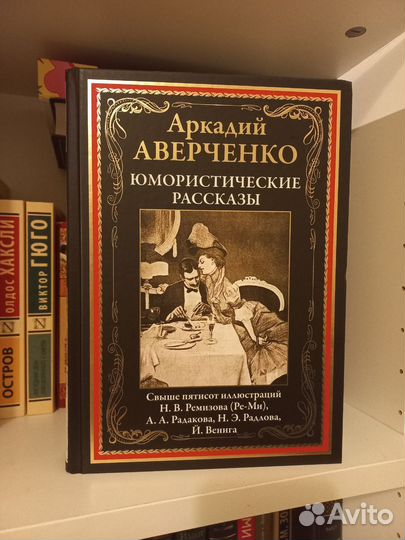 Аркадий
АВЕРЧЕНКО
ЮМОРИСТИЧЕСКИЕ
РАССКАЗЫ
Свыше пятисот иллюстраций
Н. В. Ремизова (Ре-Ми),
А. А. Радакова, Н. Э. Радлова,
Й. Венига
ОЛДОС ХАКСЛИ
ОСТРОВ
ВИКТОР ГЮГО
Avito